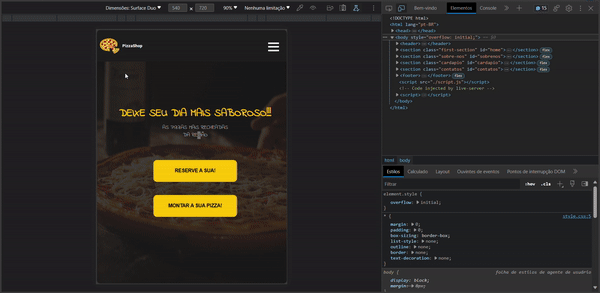 Dimensões: Surface Duo
540
×
720
90%
Nenhuma limitação
Elementos
Console
15
PizzaShop
DEIXE SEU DIA MAIS SABOROSO!!
AS PIZZAS MAIS RECHEADAS
RESERVE A SUA!
MONTAR A SUA PIZZA!
<!DOCTYPE html>
<html lang="pt-BR">
<head></head>
<body style="overflow: initial;">
<header></header>
<section class="first-section" id="home"></section> flex
<section class="sobre-nos" id="sobrenos"></section> flex
<section class="cardapio" id="cardapio"></section> flex
<section class="contatos" id="contatos"></section> flex
<footer></footer> flex
<script src="./script.js"></script>
<!-- Code injected by live-server -->
<script></script>
</body>
</html>
html
body
Estilos
Calculado
Layout
Ouvintes de eventos
Pontos de interrupção DOM
Filtrar
:hov
.cls
element.style {
overflow: initial;
}
* {
style.css:5
margin: 0;
padding: 0;
box-sizing: border-box;
list-style: none;
outline: none;
border: none;
text-decoration: none;
}
body {
folha de estilos de agente de usuário
display: block;
margin: 8px;